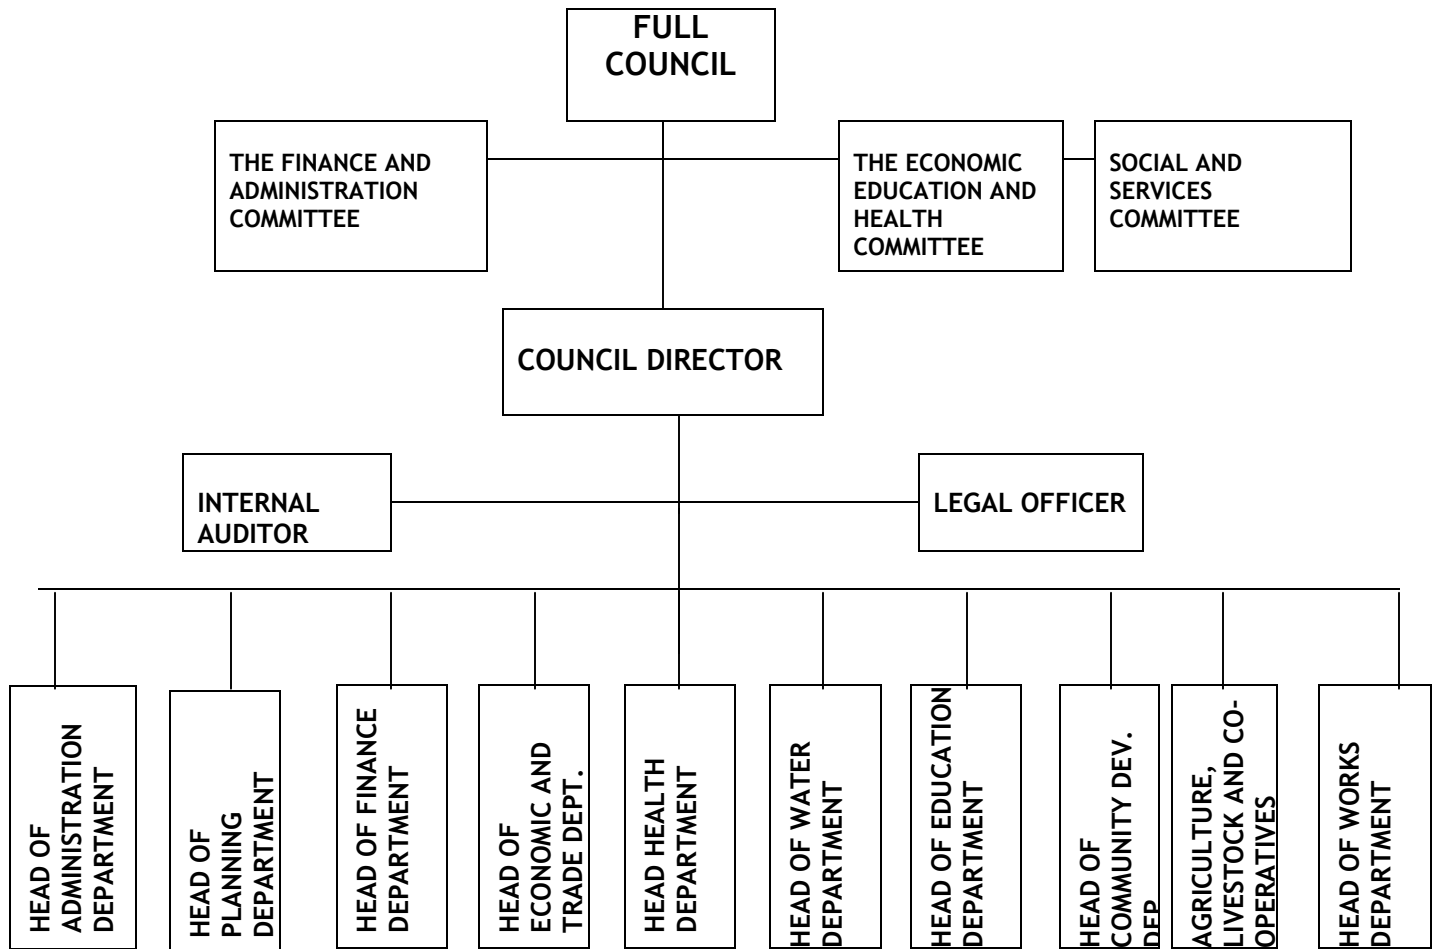 FULL
COUNCIL
THE FINANCE AND
ADMINISTRATION
COMMITTEE
THE ECONOMIC
EDUCATION AND
HEALTH
COMMITTEE
SOCIAL AND
SERVICES
COMMITTEE
COUNCIL DIRECTOR
INTERNAL
AUDITOR
LEGAL OFFICER
HEAD OF
ADMINISTRATION
DEPARTMENT
HEAD OF
PLANNING
DEPARTMENT
HEAD OF FINANCE
DEPARTMENT
HEAD OF
ECONOMIC AND
TRADE DEPT.
HEAD HEALTH
DEPARTMENT
HEAD OF WATER
DEPARTMENT
HEAD OF EDUCATION
DEPARTMENT
HEAD OF
COMMUNITY DEV.
DEP
AGRICULTURE,
LIVESTOCK AND CO-
OPERATIVES
HEAD OF WORKS
DEPARTMENT